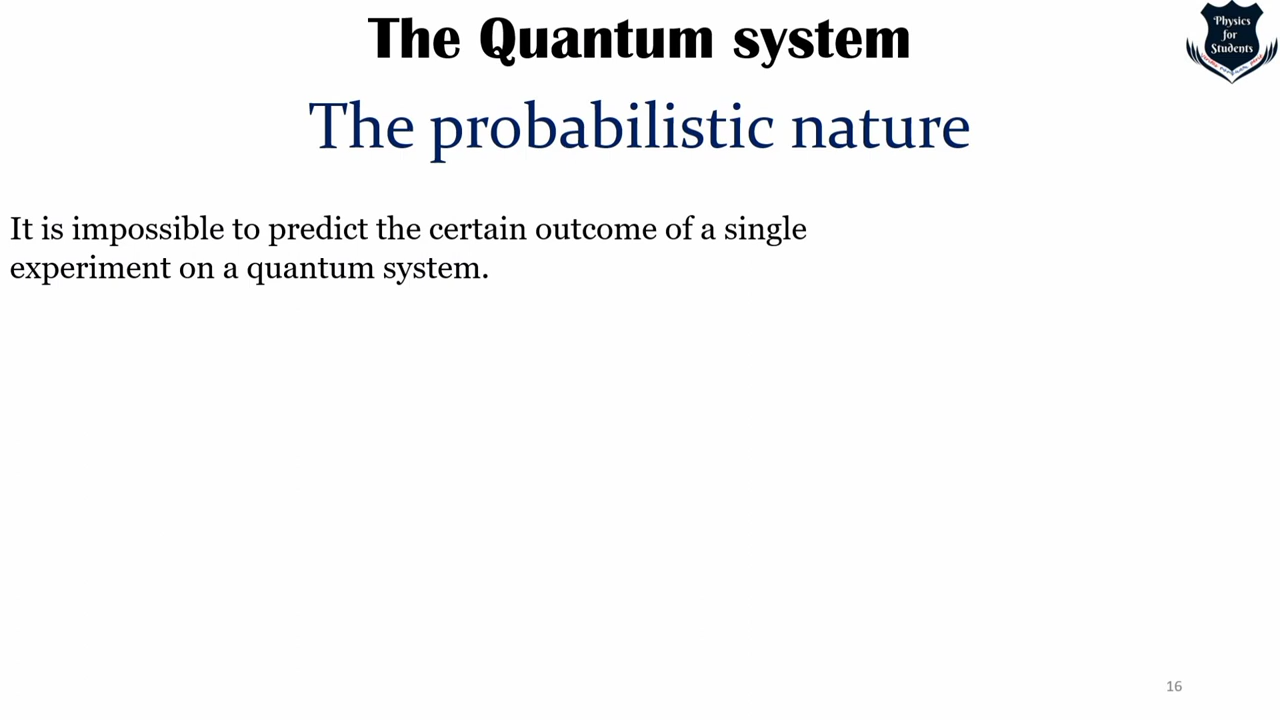 The Quantum system
The probabilistic nature
It is impossible to predict the certain outcome of a single
experiment on a quantum system.
Physics
for
Students
16